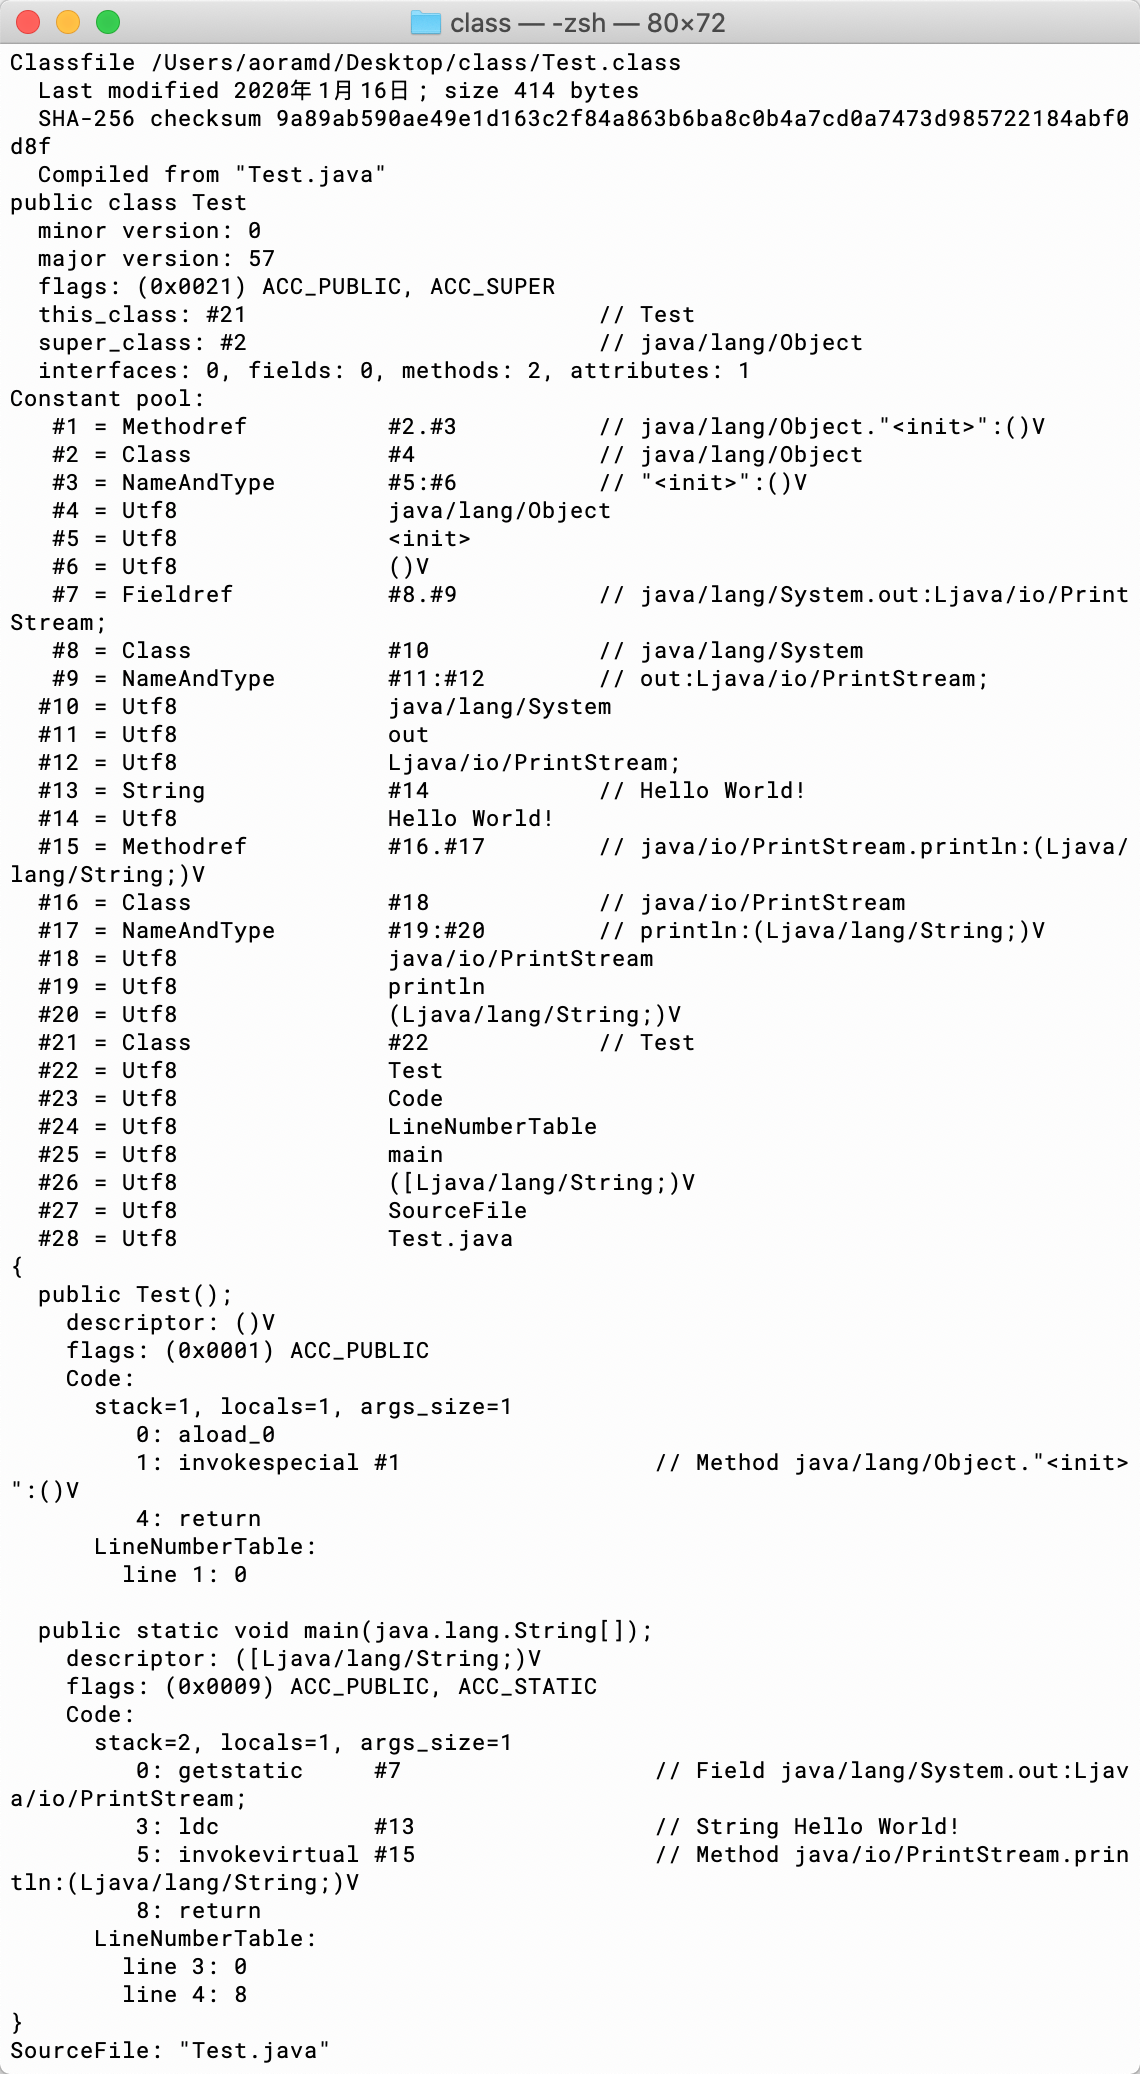 class — -zsh — 80×72
Classfile /Users/aoramd/Desktop/class/Test.class
  Last modified 2020年1月16日; size 414 bytes
  SHA-256 checksum 9a89ab590ae49e1d163c2f84a863b6ba8c0b4a7cd0a7473d985722184abf0
d8f
  Compiled from "Test.java"
public class Test
  minor version: 0
  major version: 57
  flags: (0x0021) ACC_PUBLIC, ACC_SUPER
  this_class: #21                         // Test
  super_class: #2                         // java/lang/Object
  interfaces: 0, fields: 0, methods: 2, attributes: 1
Constant pool:
   #1 = Methodref          #2.#3          // java/lang/Object."<init>":()V
   #2 = Class              #4             // java/lang/Object
   #3 = NameAndType        #5:#6          // "<init>":()V
   #4 = Utf8               java/lang/Object
   #5 = Utf8               <init>
   #6 = Utf8               ()V
   #7 = Fieldref           #8.#9          // java/lang/System.out:Ljava/io/Print
Stream;
   #8 = Class              #10            // java/lang/System
   #9 = NameAndType        #11:#12        // out:Ljava/io/PrintStream;
  #10 = Utf8               java/lang/System
  #11 = Utf8               out
  #12 = Utf8               Ljava/io/PrintStream;
  #13 = String             #14            // Hello World!
  #14 = Utf8               Hello World!
  #15 = Methodref          #16.#17        // java/io/PrintStream.println:(Ljava/
lang/String;)V
  #16 = Class              #18            // java/io/PrintStream
  #17 = NameAndType        #19:#20        // println:(Ljava/lang/String;)V
  #18 = Utf8               java/io/PrintStream
  #19 = Utf8               println
  #20 = Utf8               (Ljava/lang/String;)V
  #21 = Class              #22            // Test
  #22 = Utf8               Test
  #23 = Utf8               Code
  #24 = Utf8               LineNumberTable
  #25 = Utf8               main
  #26 = Utf8               ([Ljava/lang/String;)V
  #27 = Utf8               SourceFile
  #28 = Utf8               Test.java
{
  public Test();
    descriptor: ()V
    flags: (0x0001) ACC_PUBLIC
    Code:
      stack=1, locals=1, args_size=1
         0: aload_0
         1: invokespecial #1                  // Method java/lang/Object."<init>
":()V
         4: return
      LineNumberTable:
        line 1: 0

  public static void main(java.lang.String[]);
    descriptor: ([Ljava/lang/String;)V
    flags: (0x0009) ACC_PUBLIC, ACC_STATIC
    Code:
      stack=2, locals=1, args_size=1
         0: getstatic     #7                  // Field java/lang/System.out:Ljav
a/io/PrintStream;
         3: ldc           #13                 // String Hello World!
         5: invokevirtual #15                 // Method java/io/PrintStream.prin
tln:(Ljava/lang/String;)V
         8: return
      LineNumberTable:
        line 3: 0
        line 4: 8
}
SourceFile: "Test.java"